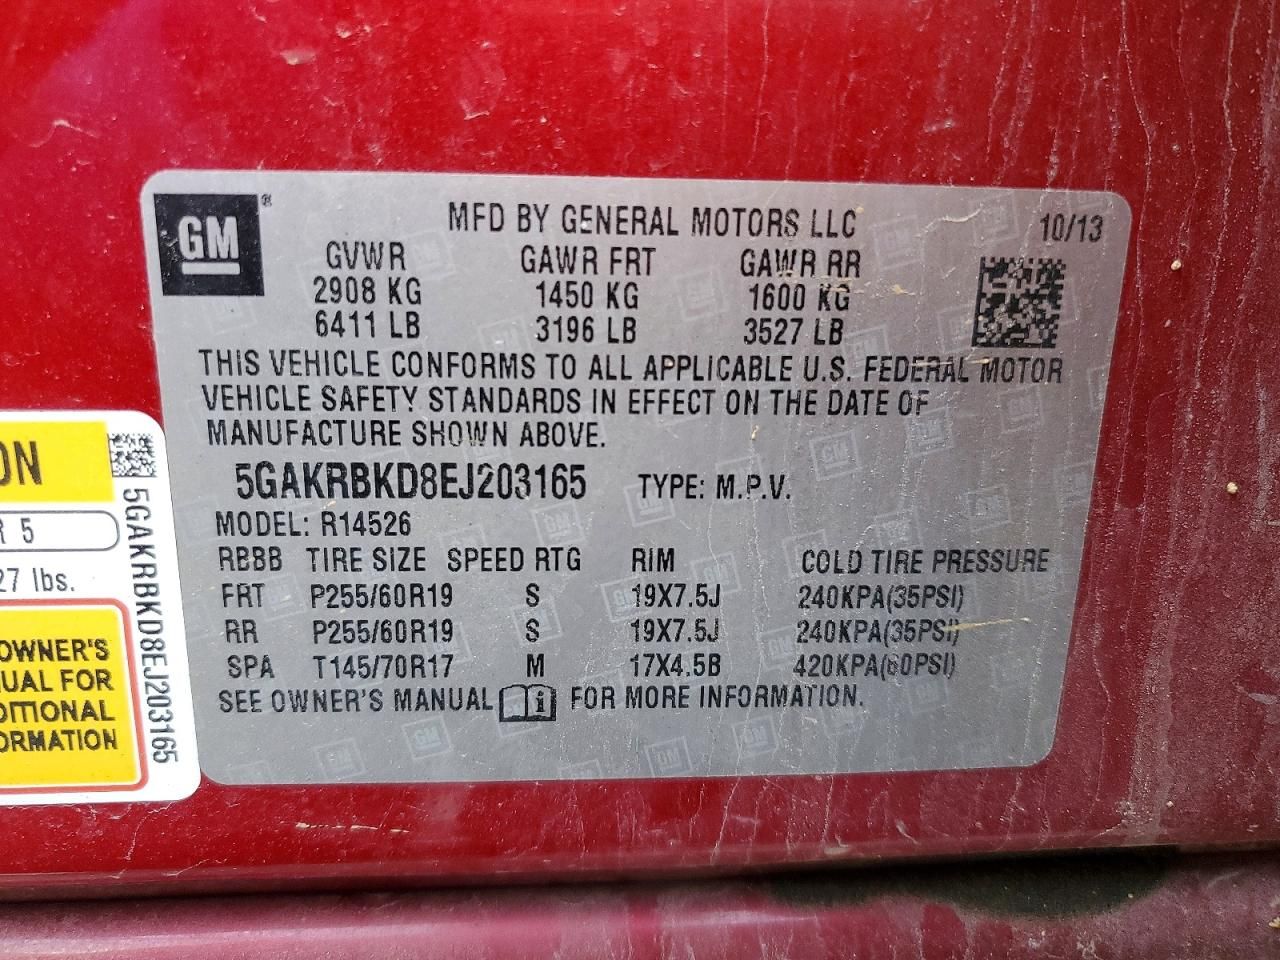 GM ®
MFD BY GENERAL MOTORS LLC 10/13
GVWR GAWR FRT GAWR RR
2908 KG 1450 KG 1600 KG
6411 LB 3196 LB 3527 LB
THIS VEHICLE CONFORMS TO ALL APPLICABLE U.S. FEDERAL MOTOR
VEHICLE SAFETY STANDARDS IN EFFECT ON THE DATE OF
MANUFACTURE SHOWN ABOVE.
5GAKRBKD8EJ203165 TYPE: M.P.V.
MODEL: R14526
RBBB TIRE SIZE SPEED RTG RIM COLD TIRE PRESSURE
FRT P255/60R19 S 19X7.5J 240KPA(35PSI)
RR P255/60R19 S 19X7.5J 240KPA(35PSI)
SPA T145/70R17 M 17X4.5B 420KPA(60PSI)
SEE OWNER'S MANUAL FOR MORE INFORMATION.
ON
R 5
27 lbs.
OWNER'S
UAL FOR
DITIONAL
ORMATION
5GAKRBKD8EJ203165